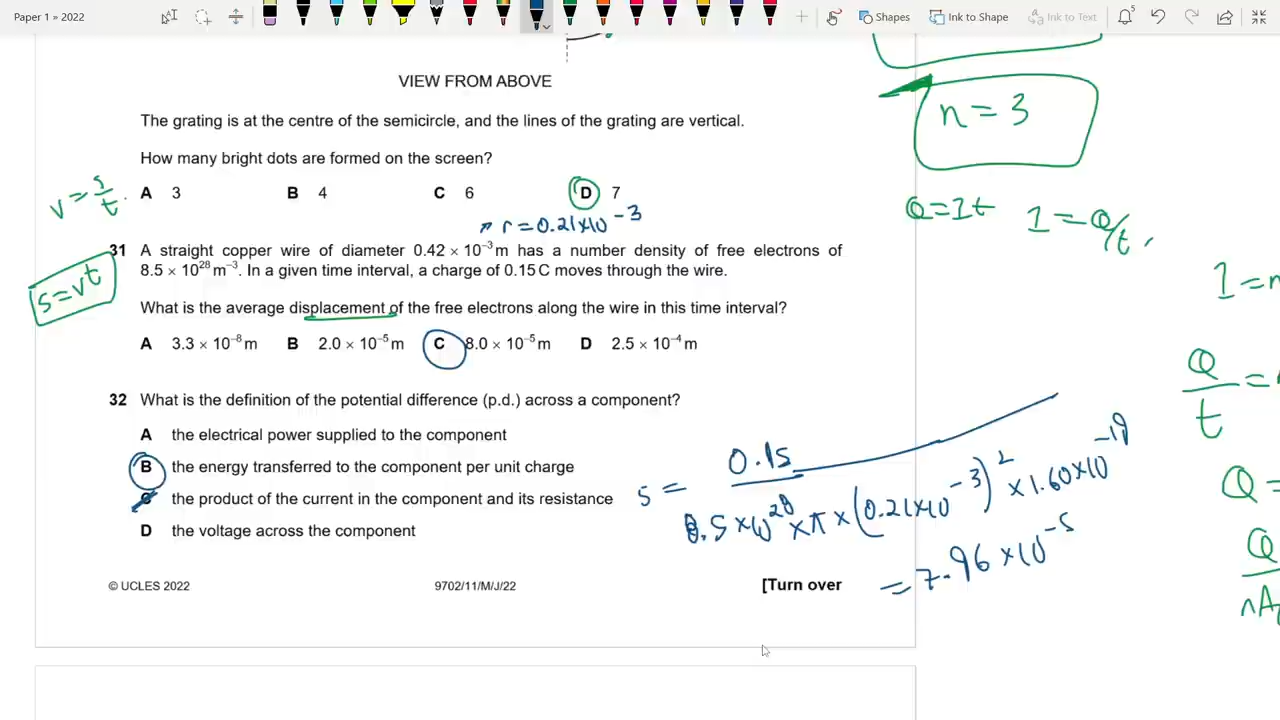 Paper 1 » 2022
Shapes
Ink to Shape
Ink to Text
5
VIEW FROM ABOVE
The grating is at the centre of the semicircle, and the lines of the grating are vertical.
n = 3
How many bright dots are formed on the screen?
v = s/t
A 3 B 4 C 6 D 7
r = 0.21×10⁻³
Q = It I = Q/t
31 A straight copper wire of diameter 0.42 × 10⁻³ m has a number density of free electrons of
8.5 × 10²⁸ m⁻³. In a given time interval, a charge of 0.15 C moves through the wire.
s = vt
I = n
What is the average displacement of the free electrons along the wire in this time interval?
A 3.3 × 10⁻⁸ m B 2.0 × 10⁻⁵ m C 8.0 × 10⁻⁵ m D 2.5 × 10⁻⁴ m
Q/t =
32 What is the definition of the potential difference (p.d.) across a component?
A the electrical power supplied to the component
B the energy transferred to the component per unit charge
C the product of the current in the component and its resistance
D the voltage across the component
s = 0.15
8.5×10²⁸ × π × (0.21×10⁻³)² × 1.60×10⁻¹⁹
= 7.96 × 10⁻⁵
Q =
Q
nA
© UCLES 2022 9702/11/M/J/22 [Turn over